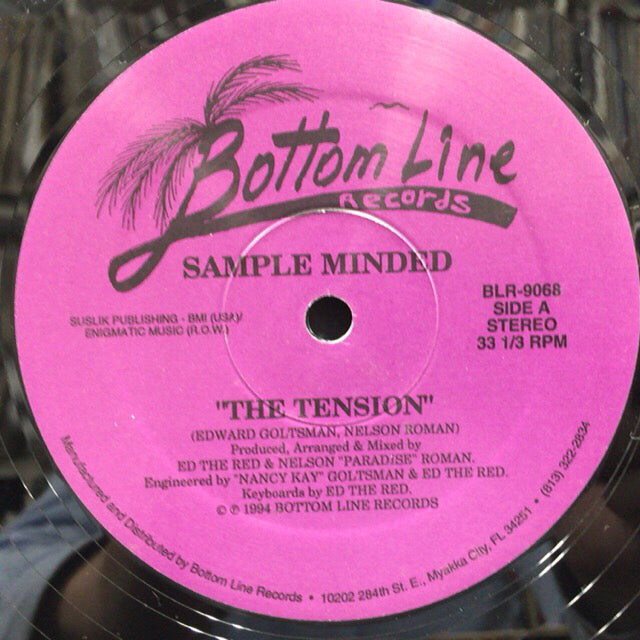 Bottom Line
Records
SAMPLE MINDED
SUSLIK PUBLISHING - BMI (USA)/
ENIGMATIC MUSIC (R.O.W.)
BLR-9068
SIDE A
STEREO
33 1/3 RPM
"THE TENSION"
(EDWARD GOLTSMAN, NELSON ROMAN)
Produced, Arranged & Mixed by
ED THE RED & NELSON "PARADiSE" ROMAN.
Engineered by "NANCY KAY" GOLTSMAN & ED THE RED.
Keyboards by ED THE RED.
© ℗ 1994 BOTTOM LINE RECORDS
Manufactured and Distributed by Bottom Line Records • 10202 284th St. E., Myakka City, FL 34251 • (813) 322-2834